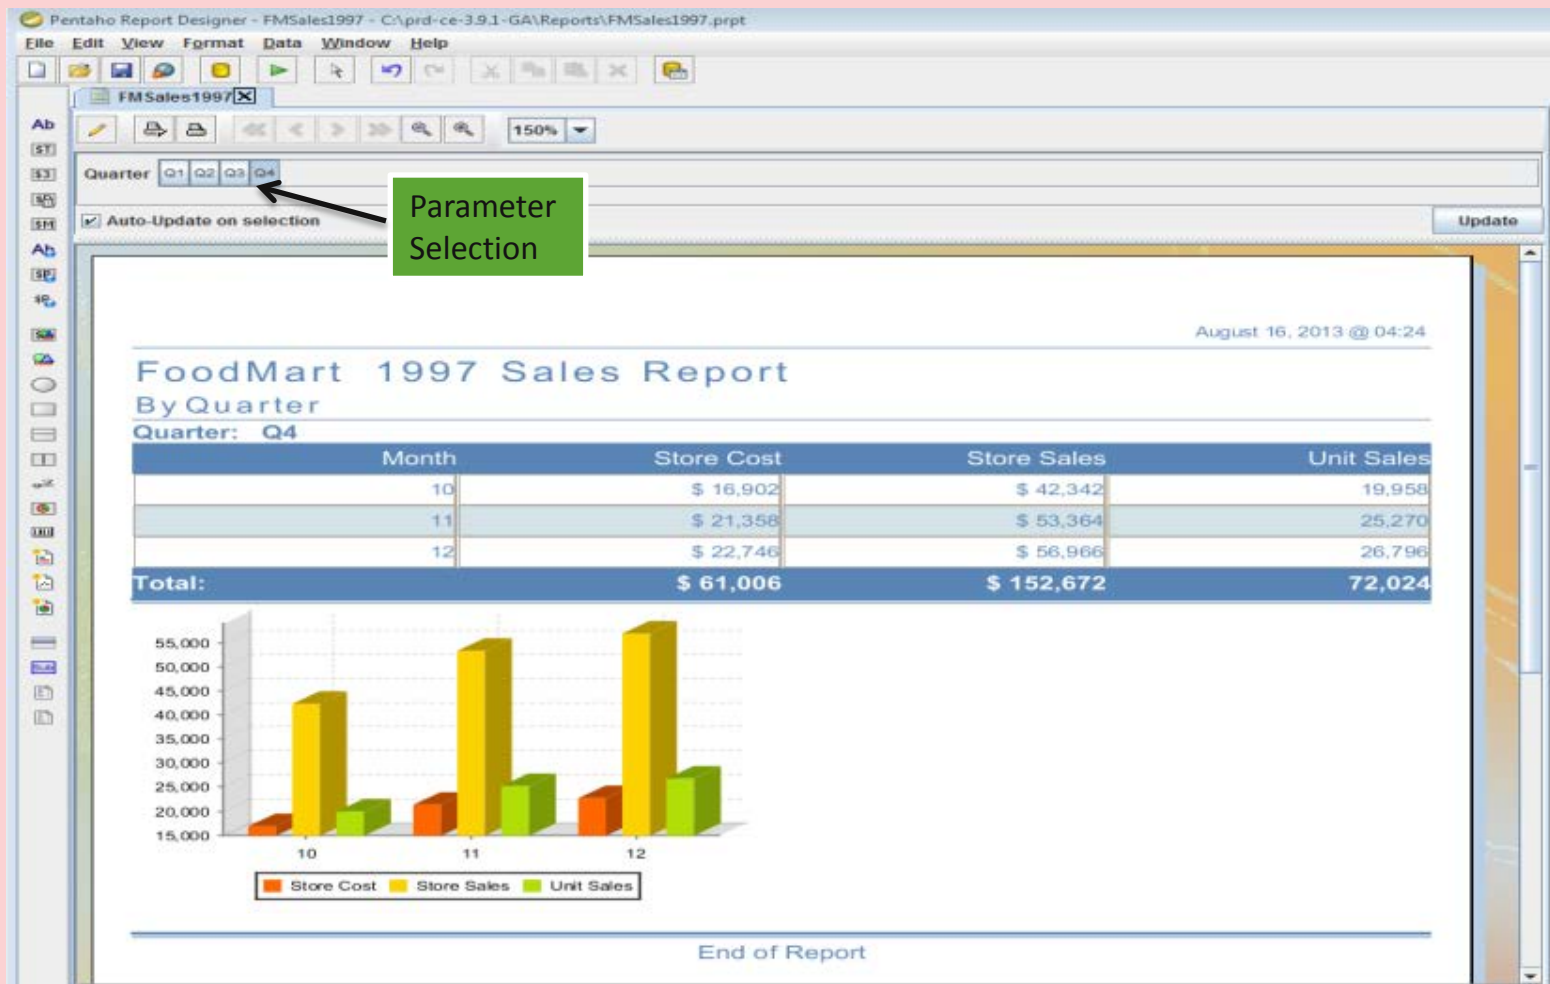 Pentaho Report Designer - FMSales1997 - C:\prd-ce-3.9.1-GA\Reports\FMSales1997.prpt
File Edit View Format Data Window Help
FMSales1997
150%
Quarter Q1 Q2 Q3 Q4
Parameter
Selection
Auto-Update on selection
Update
August 16, 2013 @ 04:24
FoodMart 1997 Sales Report
By Quarter
Quarter: Q4
Month Store Cost Store Sales Unit Sales
10 $ 16,902 $ 42,342 19,958
11 $ 21,358 $ 53,364 25,270
12 $ 22,746 $ 56,966 26,796
Total: $ 61,006 $ 152,672 72,024
55,000
50,000
45,000
40,000
35,000
30,000
25,000
20,000
15,000
10 11 12
Store Cost Store Sales Unit Sales
End of Report